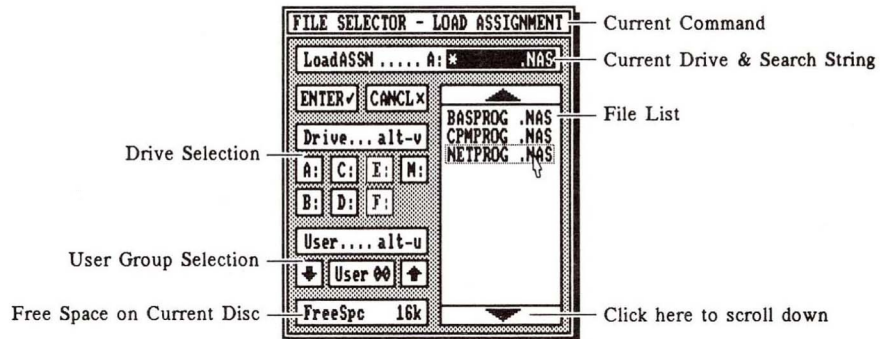 FILE SELECTOR - LOAD ASSIGNMENT
Current Command
LoadASSN ..... A: * .NAS
Current Drive & Search String
ENTER✓ CANCL×
BASPROG .NAS
File List
CPMPROG .NAS
NETPROG .NAS
Drive... alt-v
Drive Selection
A: C: E: M:
B: D: F:
User.... alt-u
User Group Selection
User 00
Free Space on Current Disc
FreeSpc 16k
Click here to scroll down